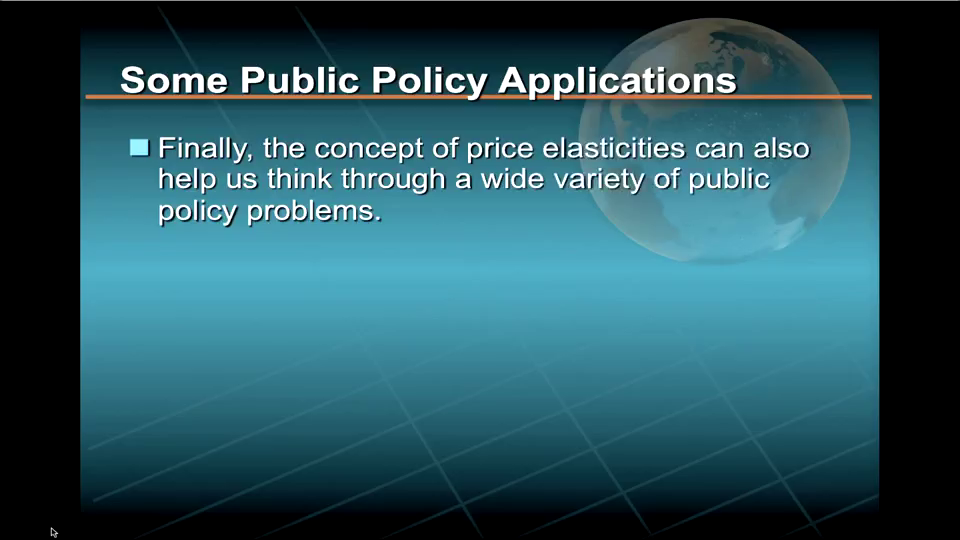 Some Public Policy Applications
Finally, the concept of price elasticities can also
help us think through a wide variety of public
policy problems.